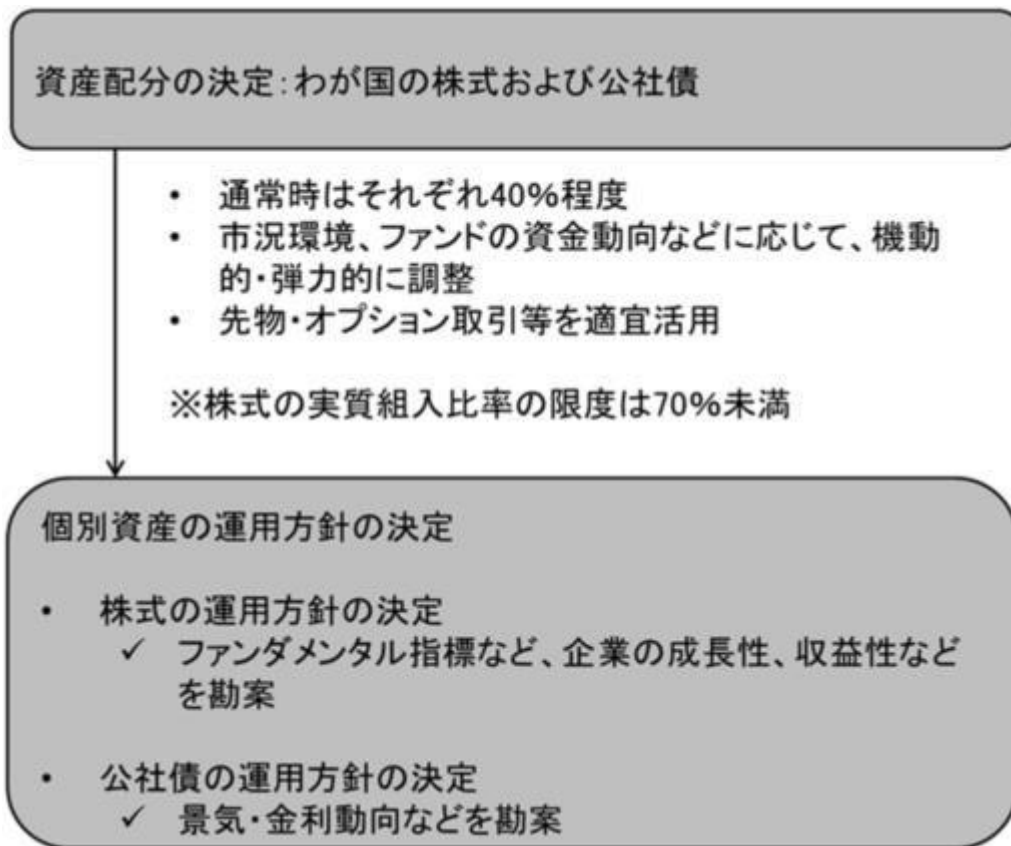 資産配分の決定：わが国の株式および公社債
• 通常時はそれぞれ40%程度
• 市況環境、ファンドの資金動向などに応じて、機動
的・弾力的に調整
• 先物・オプション取引等を適宜活用
※株式の実質組入比率の限度は70%未満
個別資産の運用方針の決定
• 株式の運用方針の決定
✓ ファンダメンタル指標など、企業の成長性、収益性など
を勘案
• 公社債の運用方針の決定
✓ 景気・金利動向などを勘案